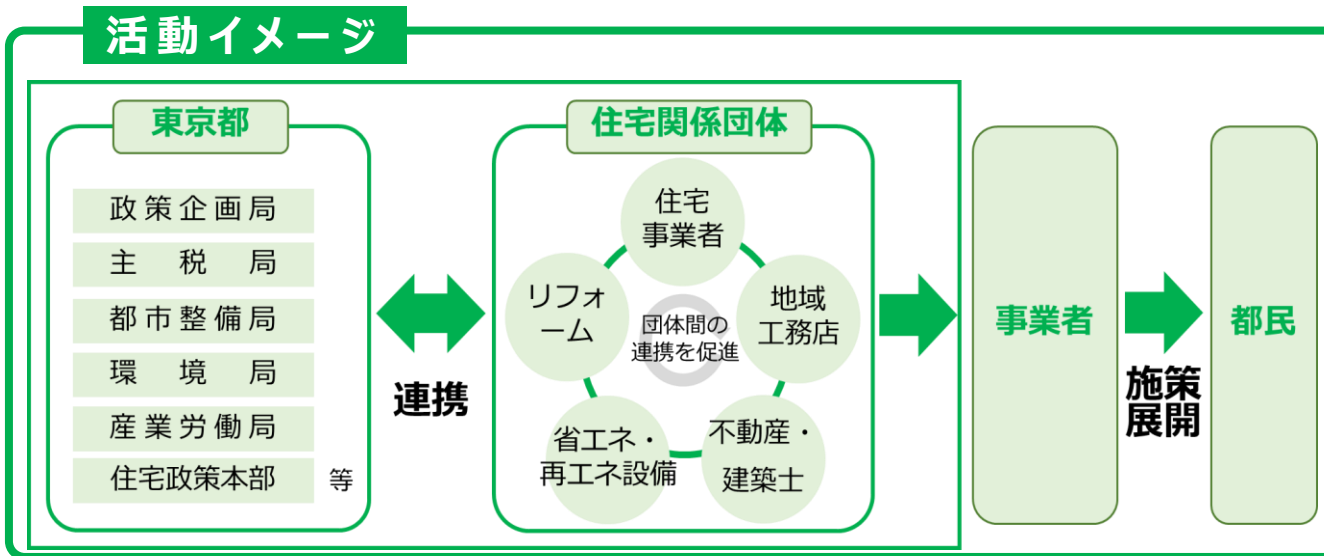 活動イメージ
東京都
政策企画局
主税局
都市整備局
環境局
産業労働局
住宅政策本部 等
連携
住宅関係団体
住宅
事業者
リフォ
ーム
地域
工務店
団体間の
連携を促進
省エネ・
再エネ設備
不動産・
建築士
事業者
施策
展開
都民